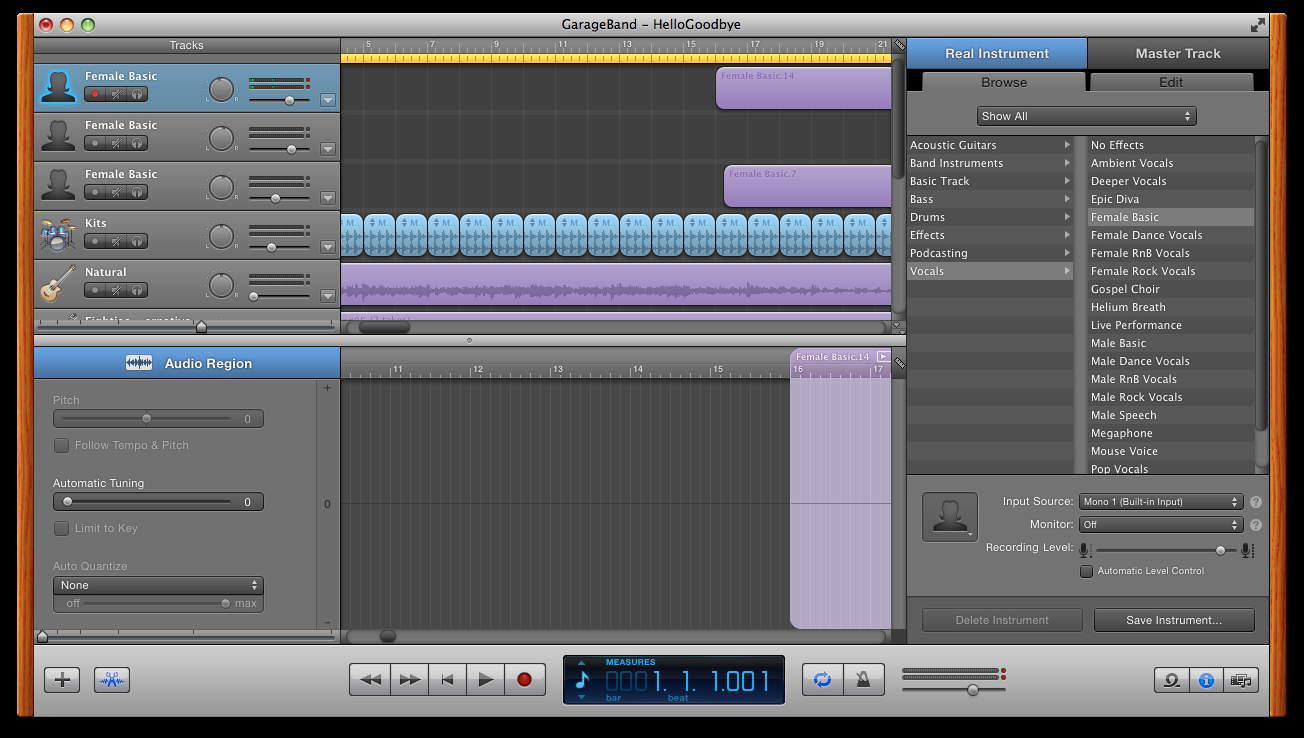 GarageBand – HelloGoodbye
Tracks
5 7 9 11 13 15 17 19 21
Female Basic
L R
Female Basic
L R
Female Basic
L R
Kits
L R
Natural
L R
Female Basic.14
Female Basic.7
M M M M M M M M M M M M M M M M M
Audio Region
Female Basic.14
11 12 13 14 15 16 17
Pitch
0
Follow Tempo & Pitch
Automatic Tuning
0
Limit to Key
Auto Quantize
None
off max
+
0
-
Real Instrument Master Track
Browse Edit
Show All
Acoustic Guitars
Band Instruments
Basic Track
Bass
Drums
Effects
Podcasting
Vocals
No Effects
Ambient Vocals
Deeper Vocals
Epic Diva
Female Basic
Female Dance Vocals
Female RnB Vocals
Female Rock Vocals
Gospel Choir
Helium Breath
Live Performance
Male Basic
Male Dance Vocals
Male RnB Vocals
Male Rock Vocals
Male Speech
Megaphone
Mouse Voice
Pop Vocals
Input Source: Mono 1 (Built-in Input) ?
Monitor: Off ?
Recording Level:
Automatic Level Control
Delete Instrument Save Instrument...
MEASURES
0001. 1. 1.001
bar beat